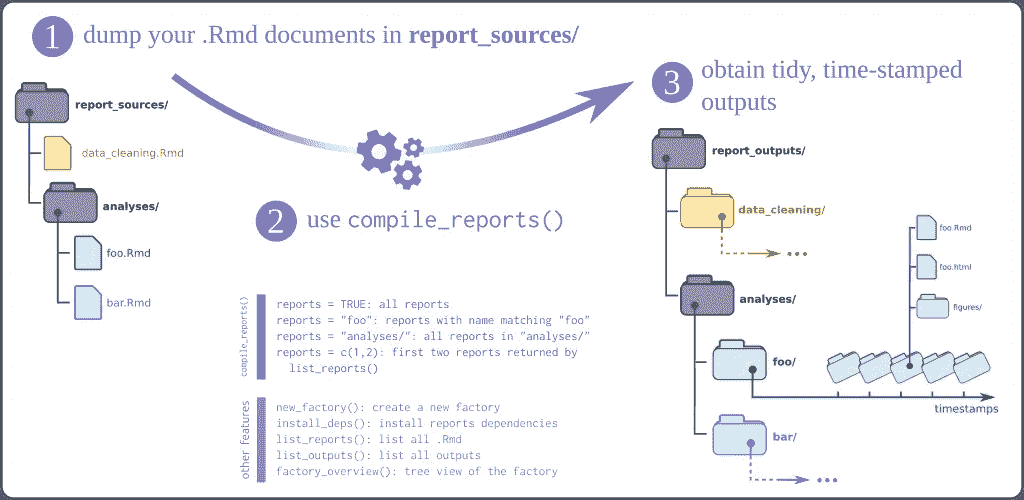 1 dump your .Rmd documents in report_sources/
report_sources/
data_cleaning.Rmd
analyses/
foo.Rmd
bar.Rmd
2 use compile_reports()
compile_reports()
reports = TRUE: all reports
reports = "foo": reports with name matching "foo"
reports = "analyses/": all reports in "analyses/"
reports = c(1,2): first two reports returned by
list_reports()
other features
new_factory(): create a new factory
install_deps(): install reports dependencies
list_reports(): list all .Rmd
list_outputs(): list all outputs
factory_overview(): tree view of the factory
3 obtain tidy, time-stamped
outputs
report_outputs/
data_cleaning/
...
analyses/
foo/
foo.Rmd
foo.html
figures/
timestamps
bar/
...